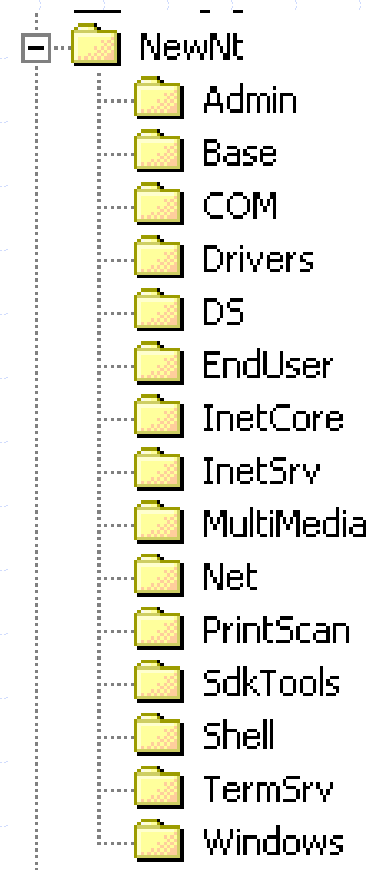 NewNt
Admin
Base
COM
Drivers
DS
EndUser
InetCore
InetSrv
MultiMedia
Net
PrintScan
SdkTools
Shell
TermSrv
Windows